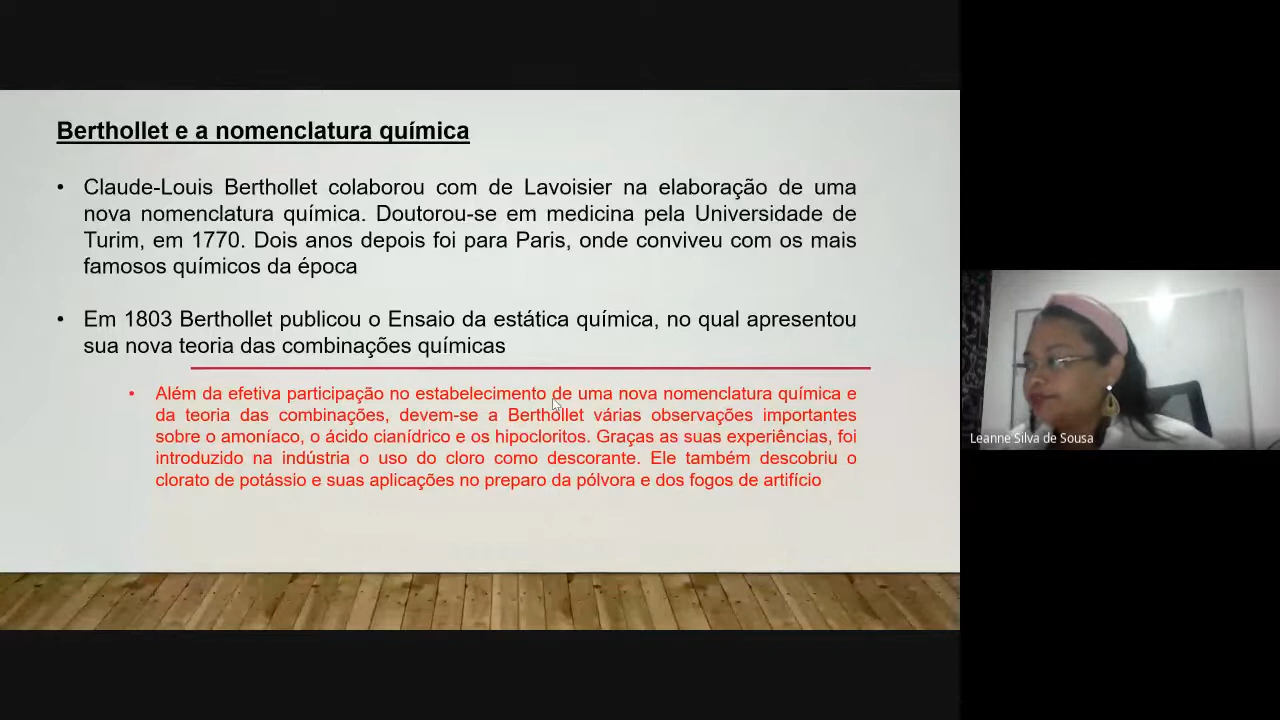 Berthollet e a nomenclatura química
• Claude-Louis Berthollet colaborou com de Lavoisier na elaboração de uma
nova nomenclatura química. Doutorou-se em medicina pela Universidade de
Turim, em 1770. Dois anos depois foi para Paris, onde conviveu com os mais
famosos químicos da época
• Em 1803 Berthollet publicou o Ensaio da estática química, no qual apresentou
sua nova teoria das combinações químicas
• Além da efetiva participação no estabelecimento de uma nova nomenclatura química e
da teoria das combinações, devem-se a Berthollet várias observações importantes
sobre o amoníaco, o ácido cianídrico e os hipocloritos. Graças as suas experiências, foi
introduzido na indústria o uso do cloro como descorante. Ele também descobriu o
clorato de potássio e suas aplicações no preparo da pólvora e dos fogos de artifício
Leanne Silva de Sousa